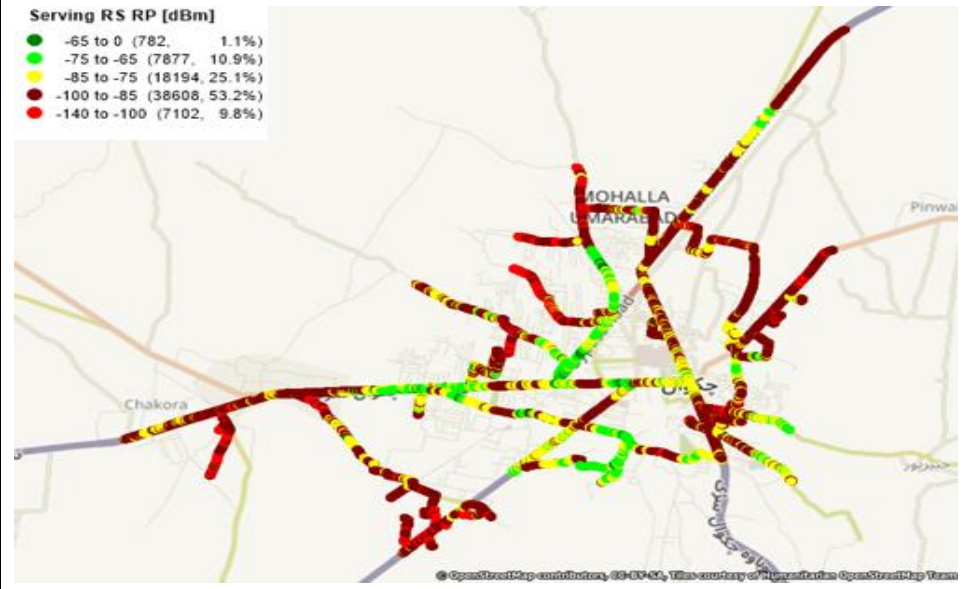 Serving RS RP [dBm]
-65 to 0 (782, 1.1%)
-75 to -65 (7877, 10.9%)
-85 to -75 (18194, 25.1%)
-100 to -85 (38608, 53.2%)
-140 to -100 (7102, 9.8%)
MOHALLA
UMARABAD
Pinwal
Chakora
© OpenStreetMap contributors, CC-BY-SA, Tiles courtesy of Humanitarian OpenStreetMap Team